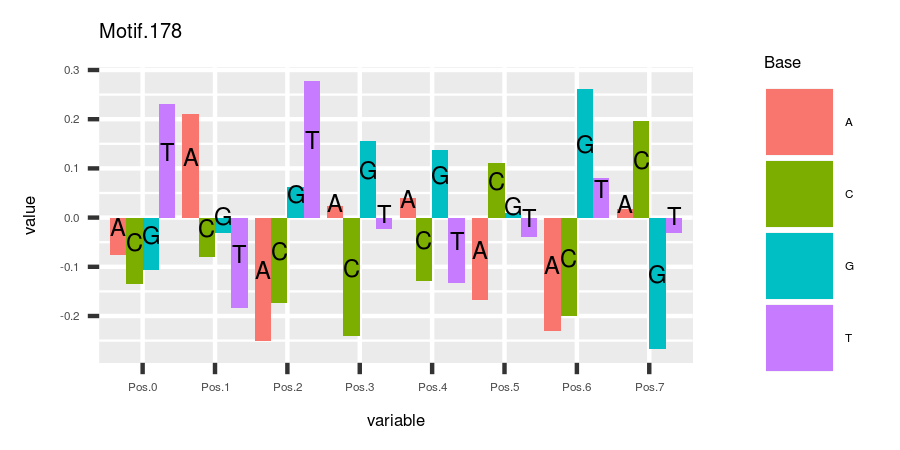 Motif.178
value
0.3
0.2
0.1
0.0
-0.1
-0.2
A C G T A C G T A C G T A C G T A C G T A C G T A C G T A C G T
Pos.0 Pos.1 Pos.2 Pos.3 Pos.4 Pos.5 Pos.6 Pos.7
variable
Base
A
C
G
T